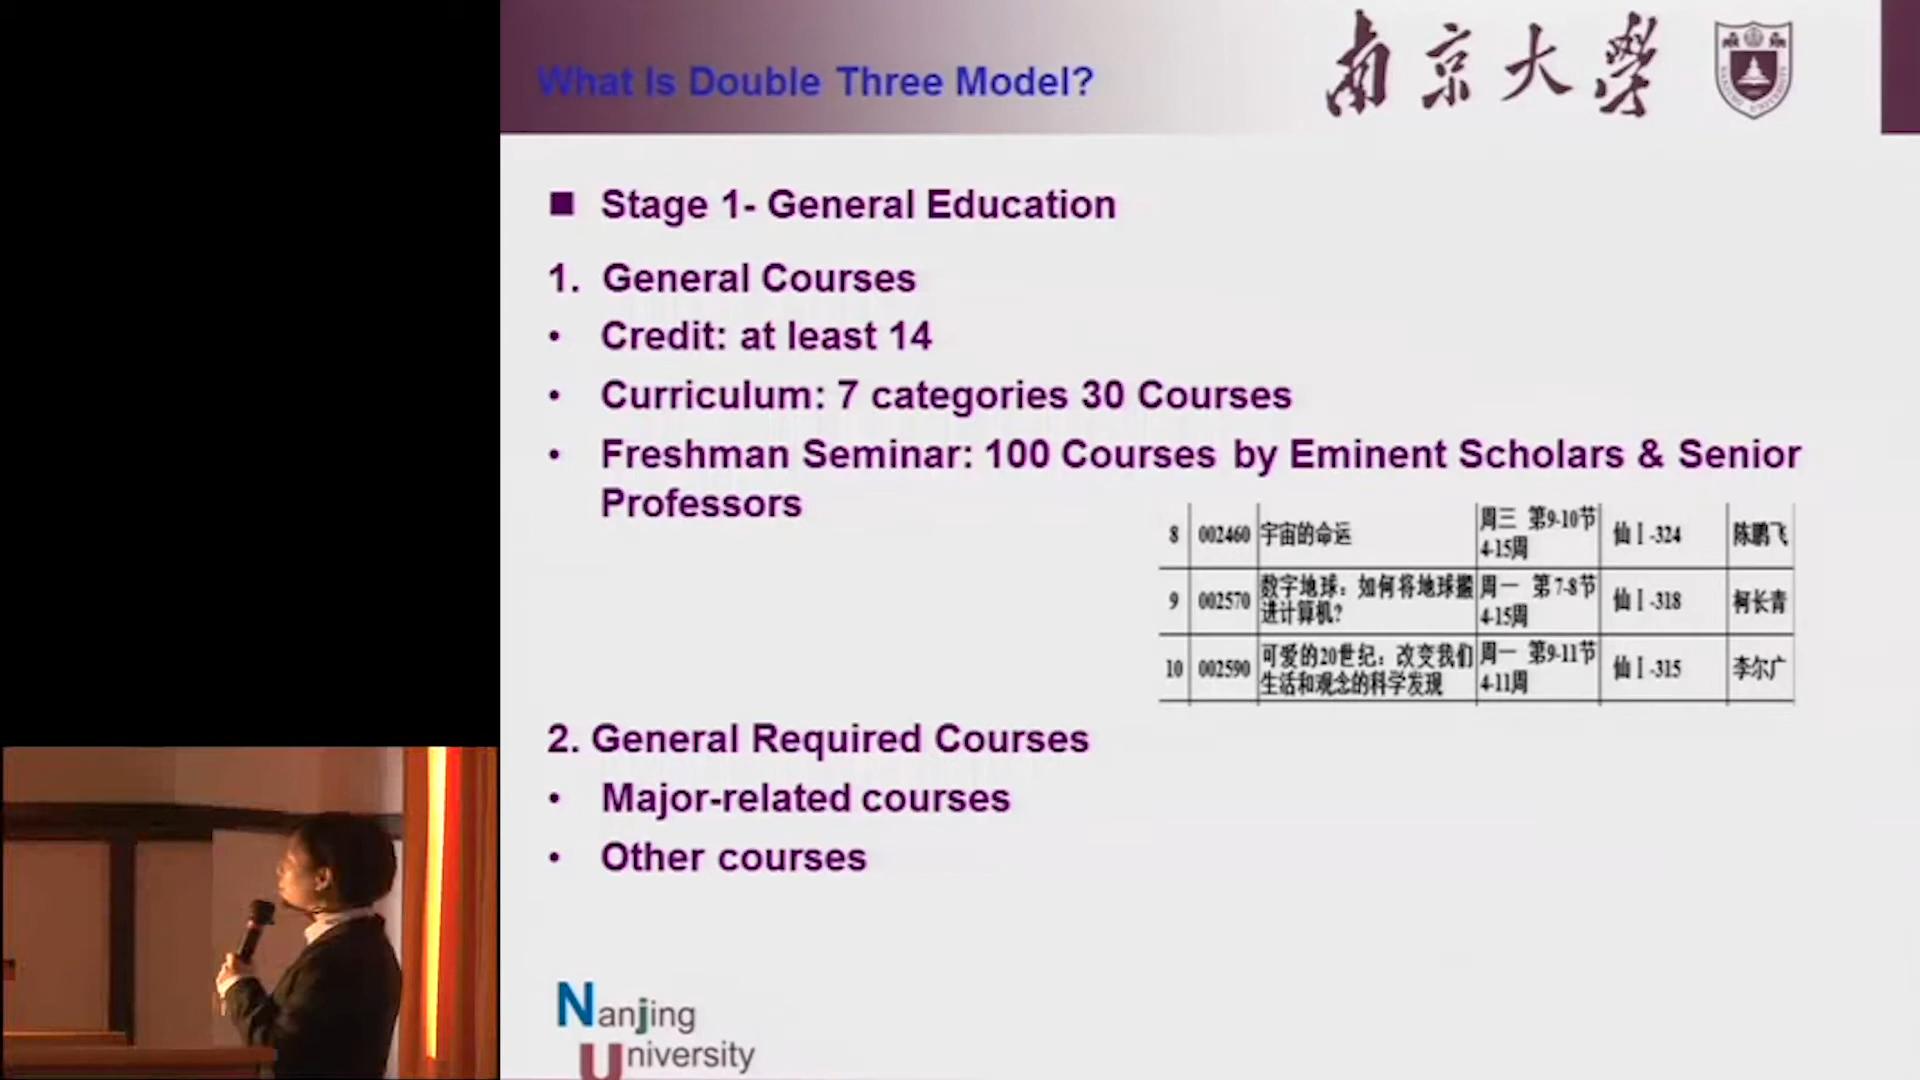 What Is Double Three Model?
南京大学
Stage 1- General Education
1. General Courses
• Credit: at least 14
• Curriculum: 7 categories 30 Courses
• Freshman Seminar: 100 Courses by Eminent Scholars & Senior
Professors
8 002460 宇宙的命运 周三 第9-10节 4-15周 仙Ⅰ-324 陈鹏飞
9 002570 数字地球：如何将地球搬进计算机? 周一 第7-8节 4-15周 仙Ⅰ-318 柯长青
10 002590 可爱的20世纪：改变我们生活和观念的科学发现 周一 第9-11节 4-11周 仙Ⅰ-315 李尔广
2. General Required Courses
• Major-related courses
• Other courses
Nanjing
University